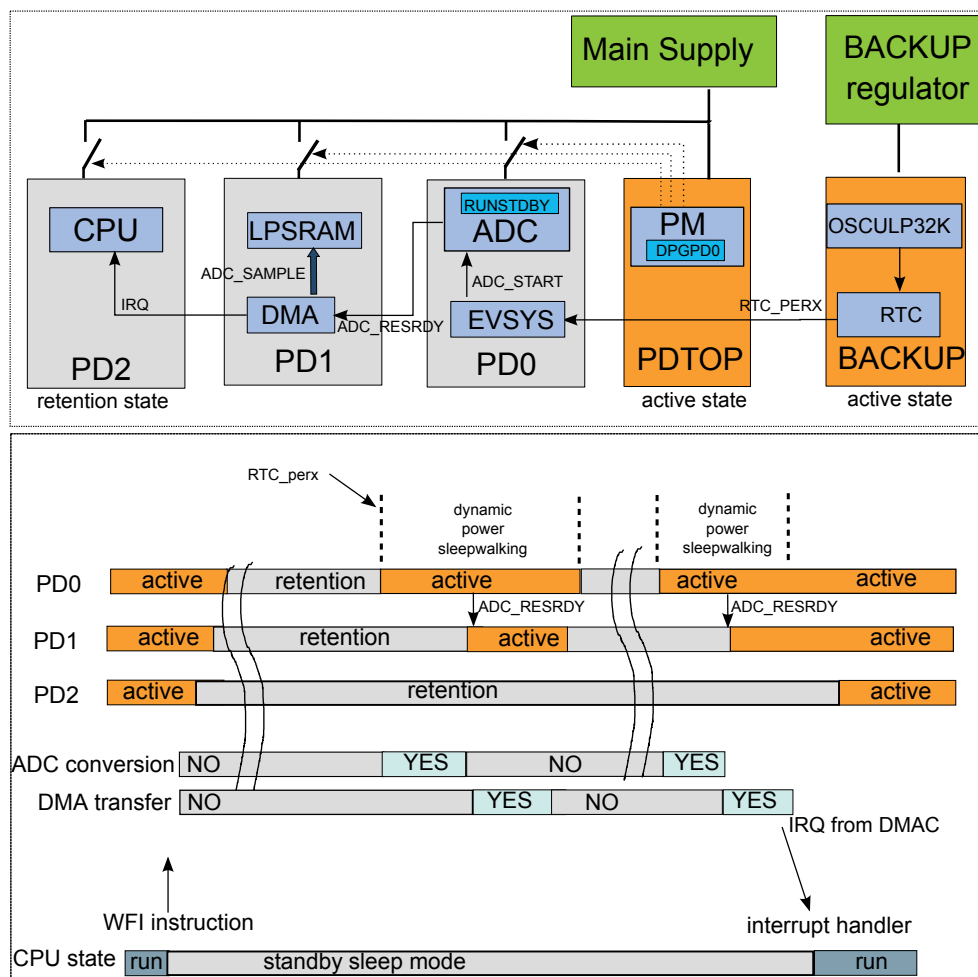 Main Supply
BACKUP
regulator
CPU
LPSRAM
RUNSTDBY
ADC
PM
DPGPD0
OSCULP32K
ADC_SAMPLE
ADC_START
IRQ
DMA
ADC_RESRDY
EVSYS
RTC_PERX
RTC
PD2
PD1
PD0
PDTOP
BACKUP
retention state
active state
active state
RTC_perx
dynamic
power
sleepwalking
dynamic
power
sleepwalking
PD0
active
retention
active
active
active
ADC_RESRDY
ADC_RESRDY
PD1
active
retention
active
active
PD2
active
retention
active
ADC conversion
NO
YES
NO
YES
DMA transfer
NO
YES
NO
YES
IRQ from DMAC
WFI instruction
interrupt handler
CPU state
run
standby sleep mode
run